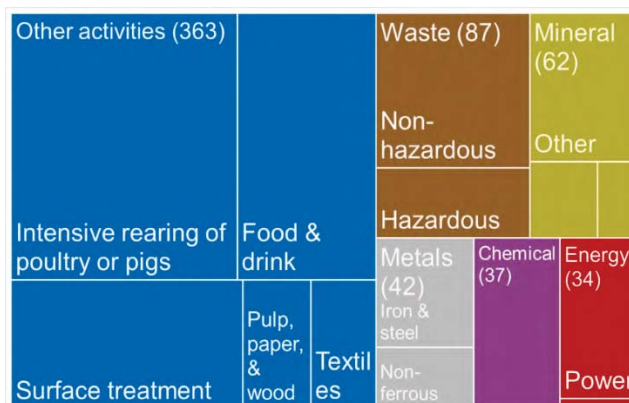 Other activities (363)
Intensive rearing of
poultry or pigs
Food &
drink
Surface treatment
Pulp,
paper,
&
wood
Textil
es
Waste (87)
Non-
hazardous
Hazardous
Mineral
(62)
Other
Metals
(42)
Iron &
steel
Non-
ferrous
Chemical
(37)
Energy
(34)
Power